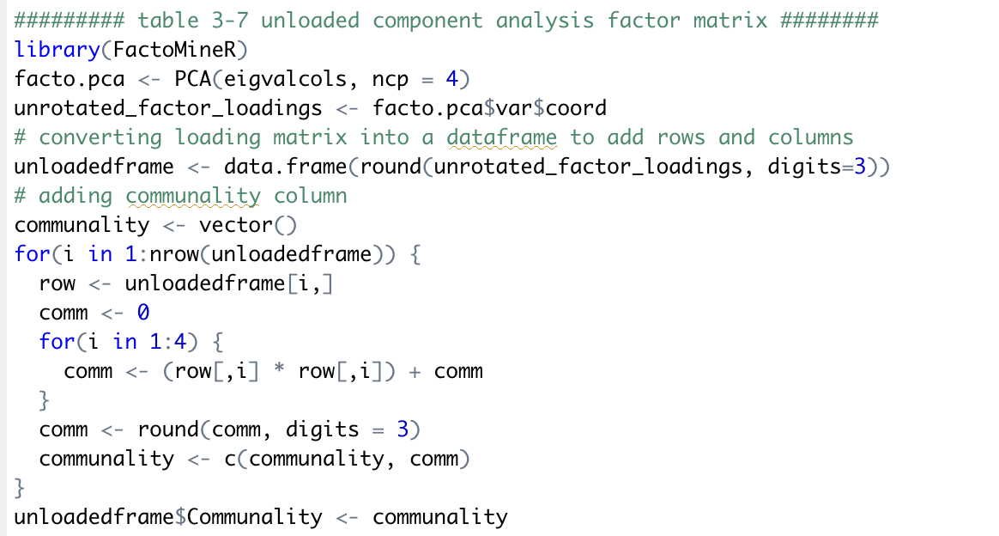 ######### table 3-7 unloaded component analysis factor matrix ########
library(FactoMineR)
facto.pca <- PCA(eigvalcols, ncp = 4)
unrotated_factor_loadings <- facto.pca$var$coord
# converting loading matrix into a dataframe to add rows and columns
unloadedframe <- data.frame(round(unrotated_factor_loadings, digits=3))
# adding communality column
communality <- vector()
for(i in 1:nrow(unloadedframe)) {
  row <- unloadedframe[i,]
  comm <- 0
  for(i in 1:4) {
    comm <- (row[,i] * row[,i]) + comm
  }
  comm <- round(comm, digits = 3)
  communality <- c(communality, comm)
}
unloadedframe$Communality <- communality